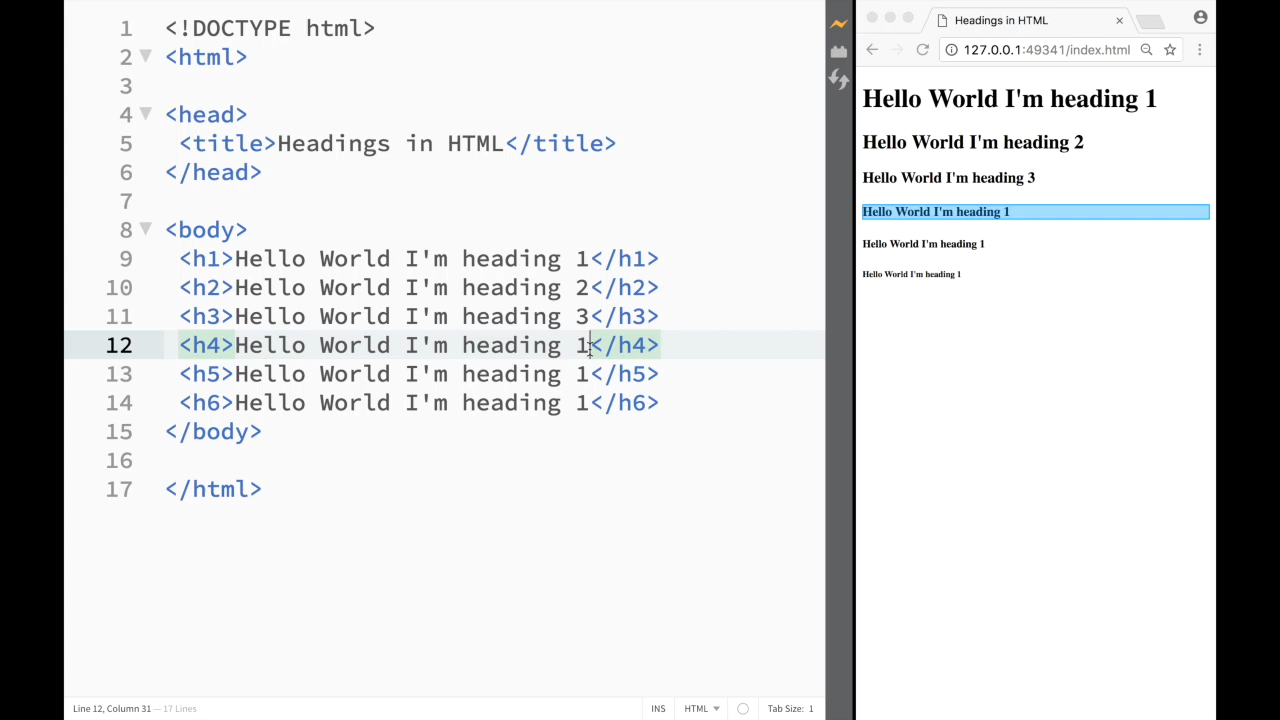 1 <!DOCTYPE html>
2 <html>
3
4 <head>
5 <title>Headings in HTML</title>
6 </head>
7
8 <body>
9 <h1>Hello World I'm heading 1</h1>
10 <h2>Hello World I'm heading 2</h2>
11 <h3>Hello World I'm heading 3</h3>
12 <h4>Hello World I'm heading 1</h4>
13 <h5>Hello World I'm heading 1</h5>
14 <h6>Hello World I'm heading 1</h6>
15 </body>
16
17 </html>
Line 12, Column 31 — 17 Lines
INS HTML Tab Size: 1
Headings in HTML
127.0.0.1:49341/index.html
Hello World I'm heading 1
Hello World I'm heading 2
Hello World I'm heading 3
Hello World I'm heading 1
Hello World I'm heading 1
Hello World I'm heading 1